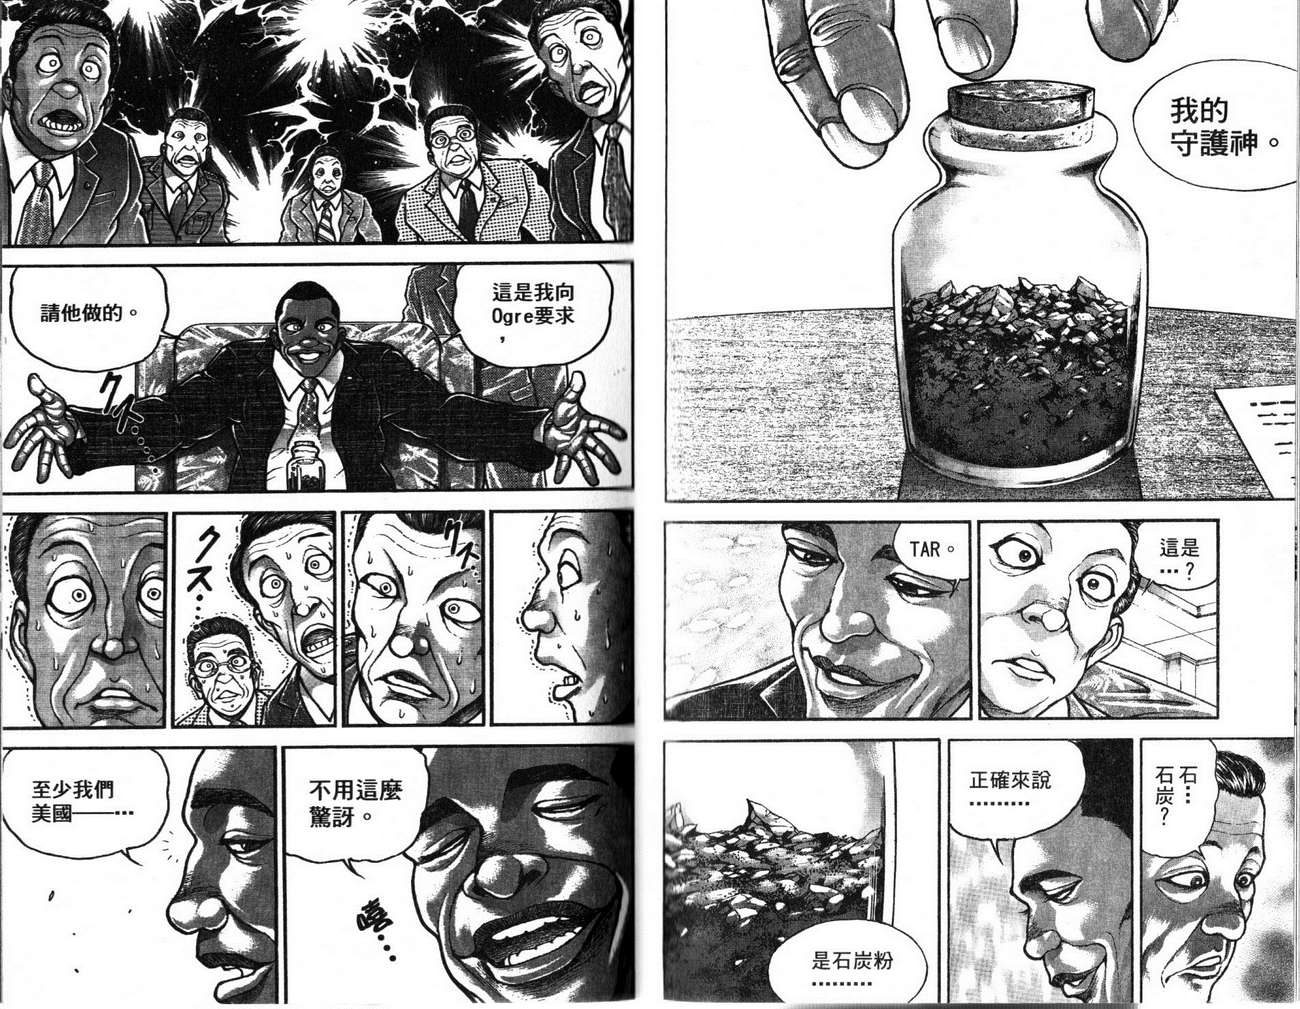 我的
守護神。
這是
…?
TAR。
石…
石炭?
正確來說
………
是石炭粉
………
這是我向
Ogre要求
,
請他做的。
クス……
クス…
クス…
不用這麼
驚訝。
嘻…
至少我們
美國——…